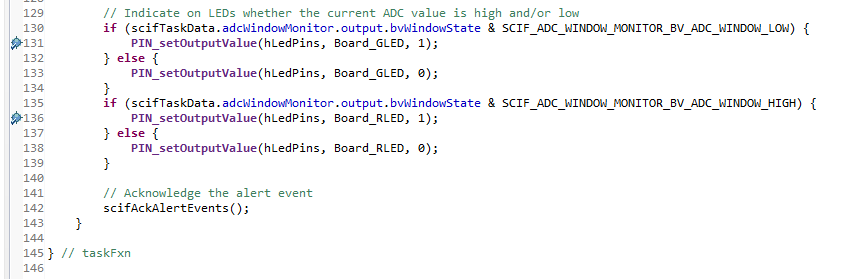 129 // Indicate on LEDs whether the current ADC value is high and/or low
130 if (scifTaskData.adcWindowMonitor.output.bvWindowState & SCIF_ADC_WINDOW_MONITOR_BV_ADC_WINDOW_LOW) {
131 PIN_setOutputValue(hLedPins, Board_GLED, 1);
132 } else {
133 PIN_setOutputValue(hLedPins, Board_GLED, 0);
134 }
135 if (scifTaskData.adcWindowMonitor.output.bvWindowState & SCIF_ADC_WINDOW_MONITOR_BV_ADC_WINDOW_HIGH) {
136 PIN_setOutputValue(hLedPins, Board_RLED, 1);
137 } else {
138 PIN_setOutputValue(hLedPins, Board_RLED, 0);
139 }
140
141 // Acknowledge the alert event
142 scifAckAlertEvents();
143 }
144
145 } // taskFxn
146